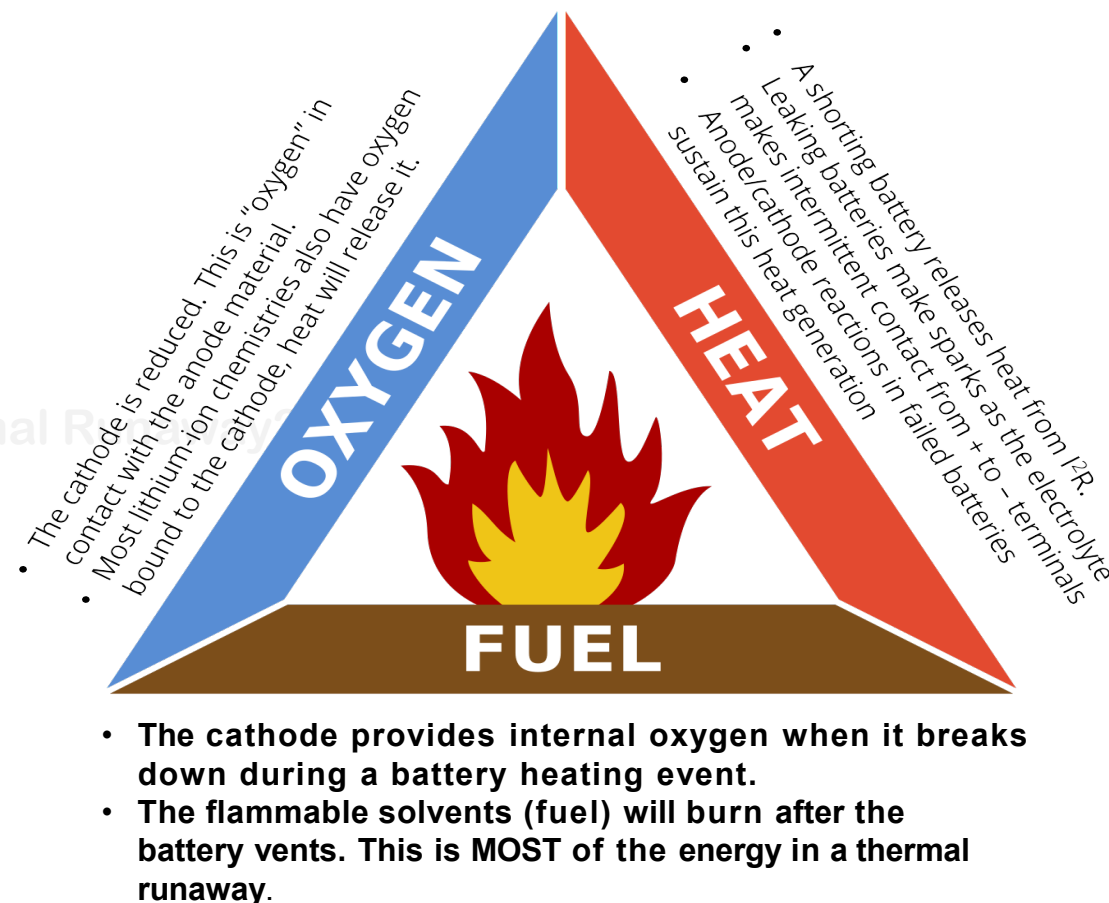 • The cathode is reduced. This is "oxygen" in
contact with the anode material.
• Most lithium-ion chemistries also have oxygen
bound to the cathode, heat will release it.
OXYGEN
• A shorting battery releases heat from I²R.
• Leaking batteries make sparks as the electrolyte
makes intermittent contact from + to – terminals
• Anode/cathode reactions in failed batteries
sustain this heat generation
HEAT
nal Runaway?
FUEL
• The cathode provides internal oxygen when it breaks
down during a battery heating event.
• The flammable solvents (fuel) will burn after the
battery vents. This is MOST of the energy in a thermal
runaway.